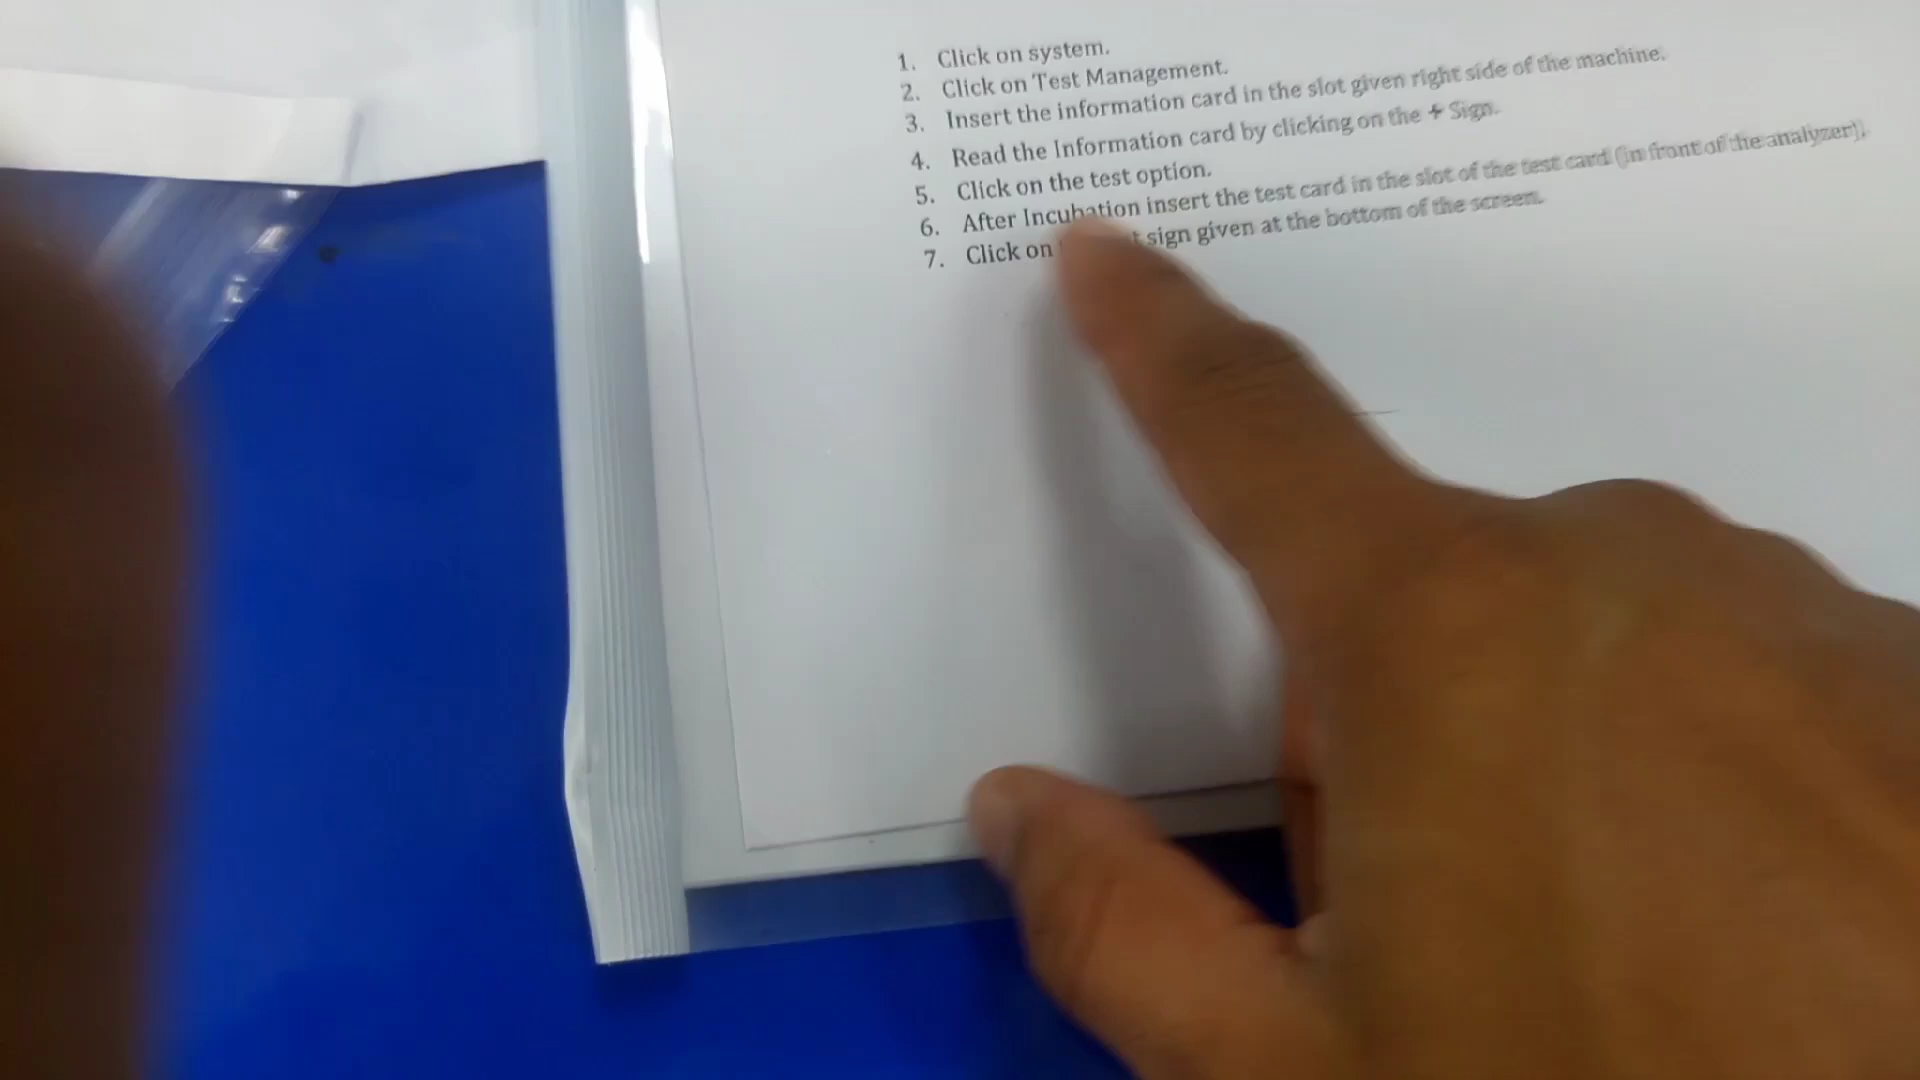 1. Click on system.
2. Click on Test Management.
3. Insert the information card in the slot given right side of the machine.
4. Read the Information card by clicking on the + Sign.
5. Click on the test option.
6. After Incubation insert the test card in the slot of the test card (in front of the analyzer).
7. Click on sign given at the bottom of the screen.